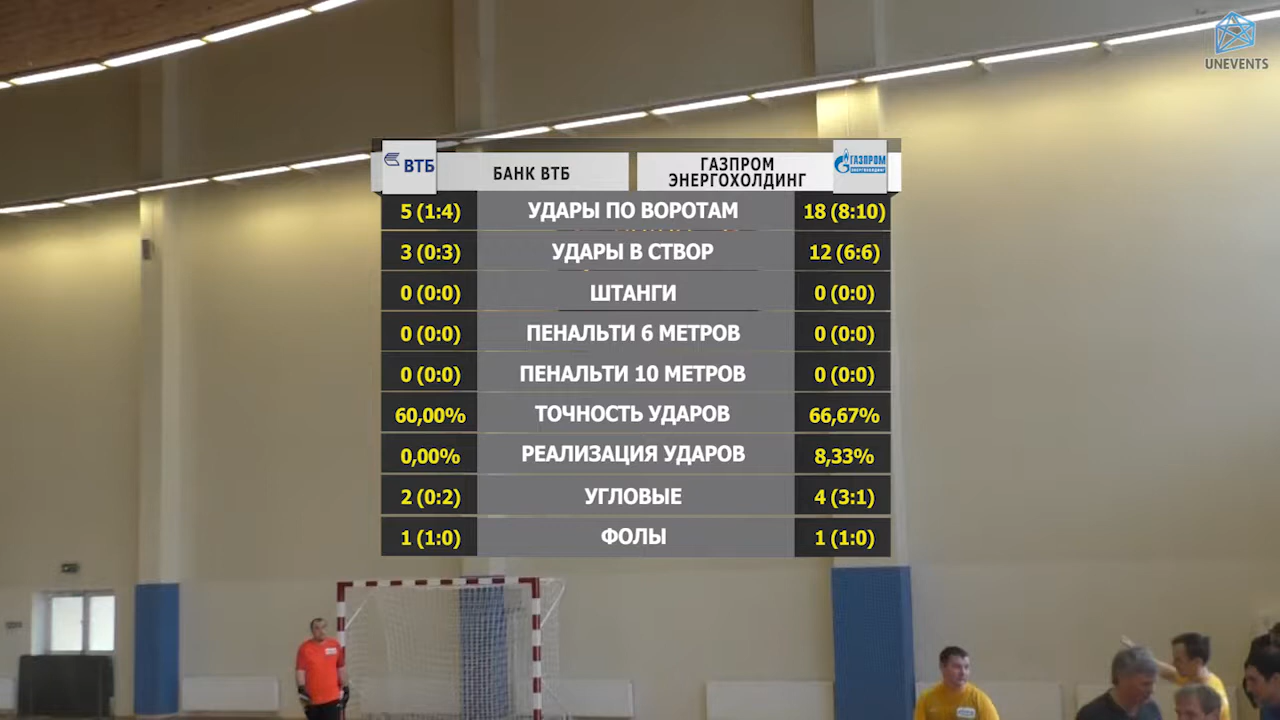 UNEVENTS
ВТБ
БАНК ВТБ
ГАЗПРОМ
ЭНЕРГОХОЛДИНГ
ГАЗПРОМ
ЭНЕРГОХОЛДИНГ
5 (1:4) УДАРЫ ПО ВОРОТАМ 18 (8:10)
3 (0:3) УДАРЫ В СТВОР 12 (6:6)
0 (0:0) ШТАНГИ 0 (0:0)
0 (0:0) ПЕНАЛЬТИ 6 МЕТРОВ 0 (0:0)
0 (0:0) ПЕНАЛЬТИ 10 МЕТРОВ 0 (0:0)
60,00% ТОЧНОСТЬ УДАРОВ 66,67%
0,00% РЕАЛИЗАЦИЯ УДАРОВ 8,33%
2 (0:2) УГЛОВЫЕ 4 (3:1)
1 (1:0) ФОЛЫ 1 (1:0)